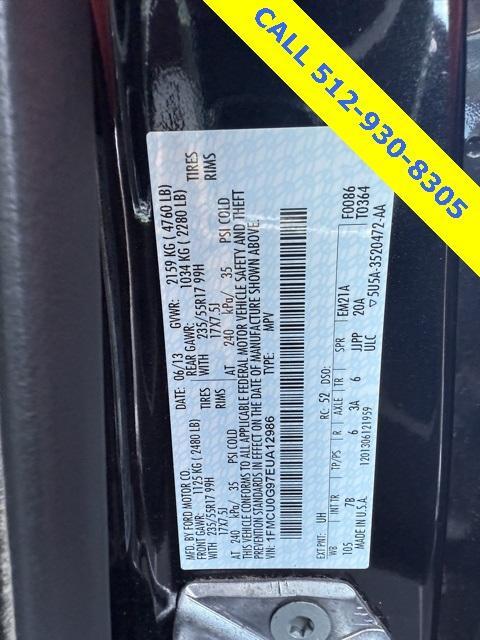 CALL 512-930-8305
MFD. BY FORD MOTOR CO.
DATE: 06/13 GVWR: 2159 KG ( 4760 LB)
FRONT GAWR: 1125 KG ( 2480 LB) REAR GAWR: 1034 KG ( 2280 LB)
WITH 235/55R17 99H TIRES WITH 235/55R17 99H TIRES
17X7.5J RIMS 17X7.5J RIMS
AT 240 kPa/ 35 PSI COLD AT 240 kPa/ 35 PSI COLD
THIS VEHICLE CONFORMS TO ALL APPLICABLE FEDERAL MOTOR VEHICLE SAFETY AND THEFT
PREVENTION STANDARDS IN EFFECT ON THE DATE OF MANUFACTURE SHOWN ABOVE.
VIN: 1FMCU0G97EUA12986
TYPE: MPV
F0086
T0364
EXT PNT: UH RC: 52 DSO:
WB INT TR TP/PS R AXLE TR SPR EM21A
105 7B 6 3A 6 JJPP 20A
MADE IN U.S.A. 1201306121959 ULC ▽5U5A-3520472-AA